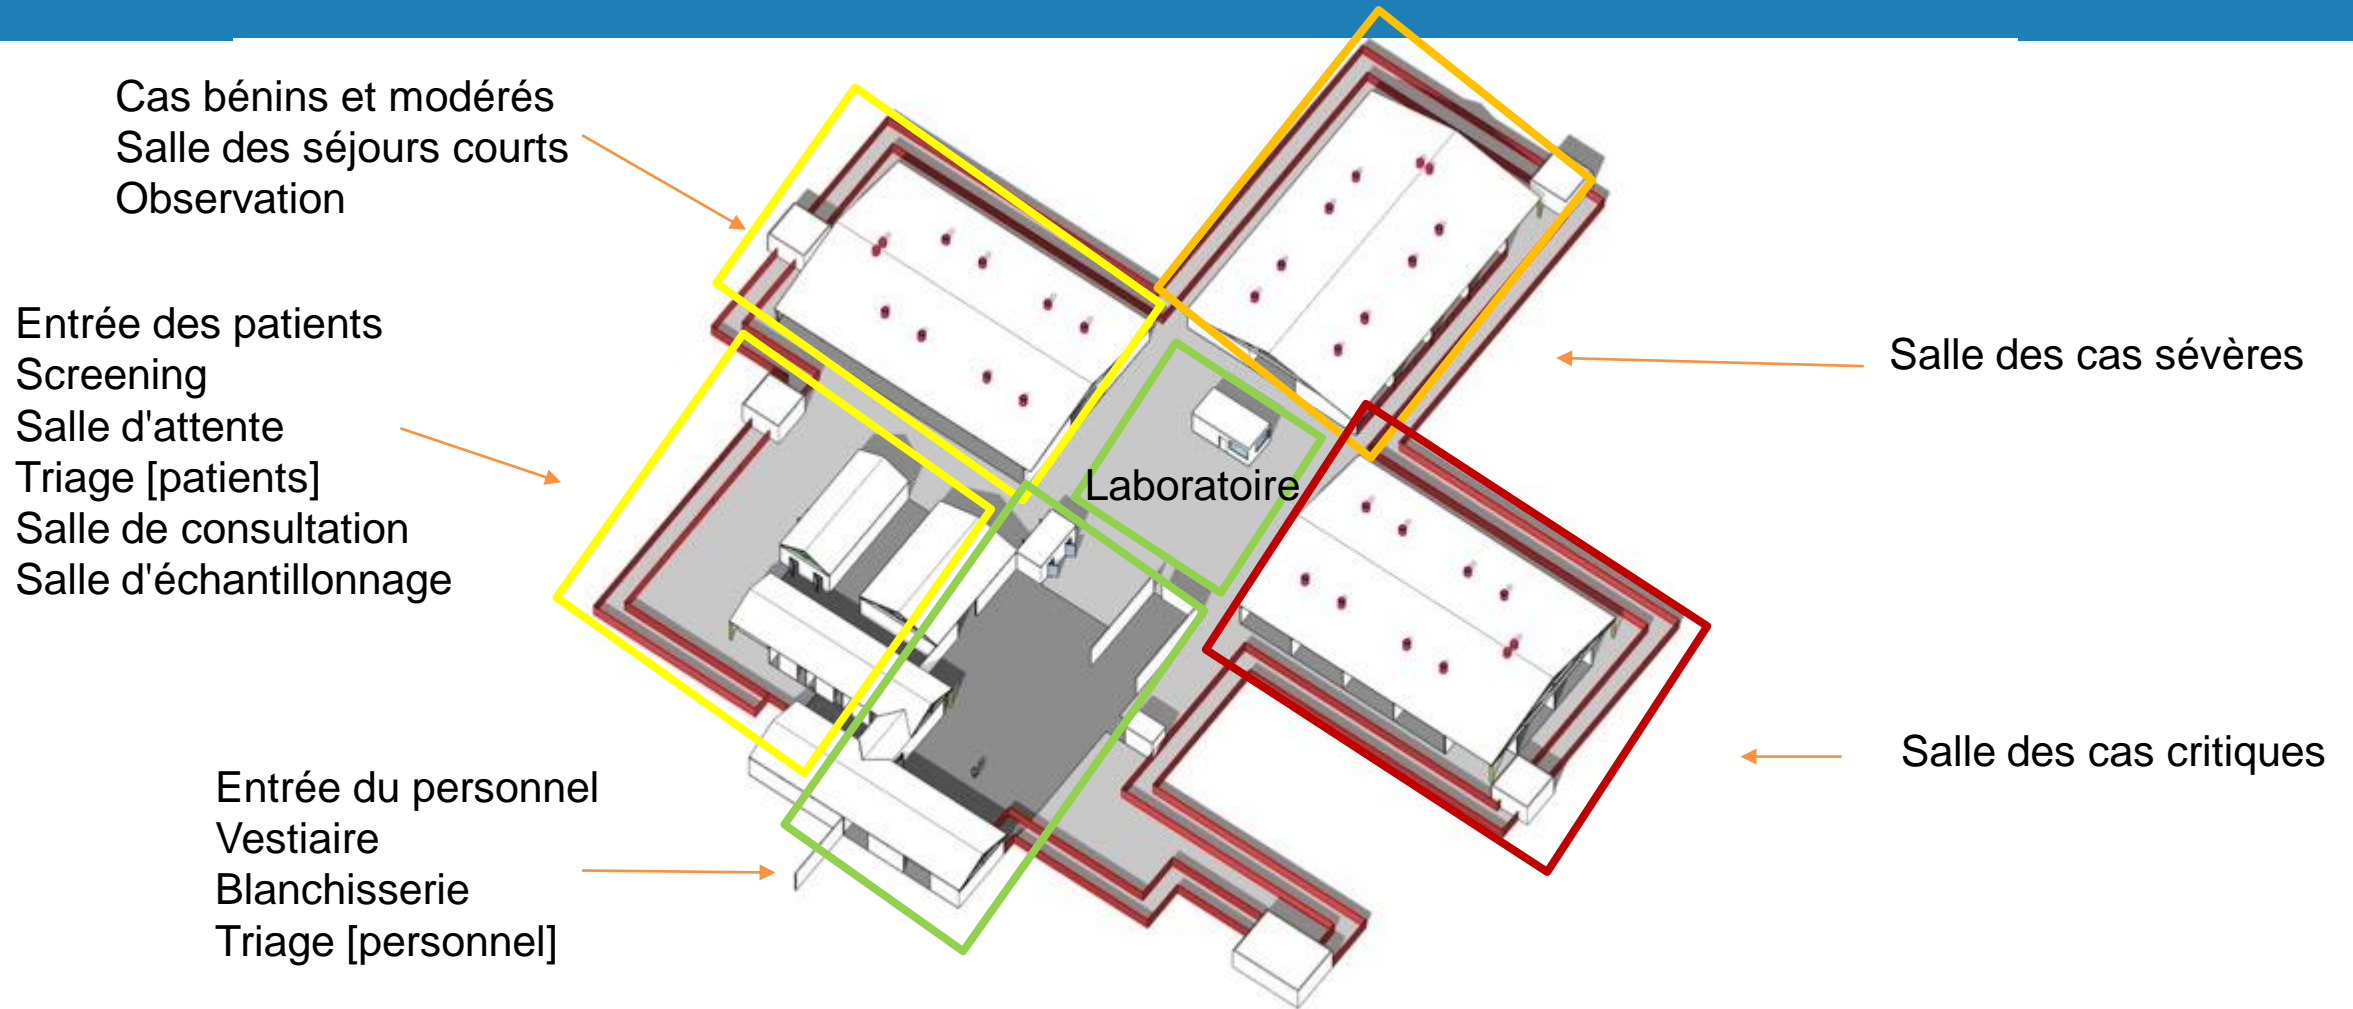 Cas bénins et modérés
Salle des séjours courts
Observation
Entrée des patients
Screening
Salle d'attente
Triage [patients]
Salle de consultation
Salle d'échantillonnage
Entrée du personnel
Vestiaire
Blanchisserie
Triage [personnel]
Laboratoire
Salle des cas sévères
Salle des cas critiques